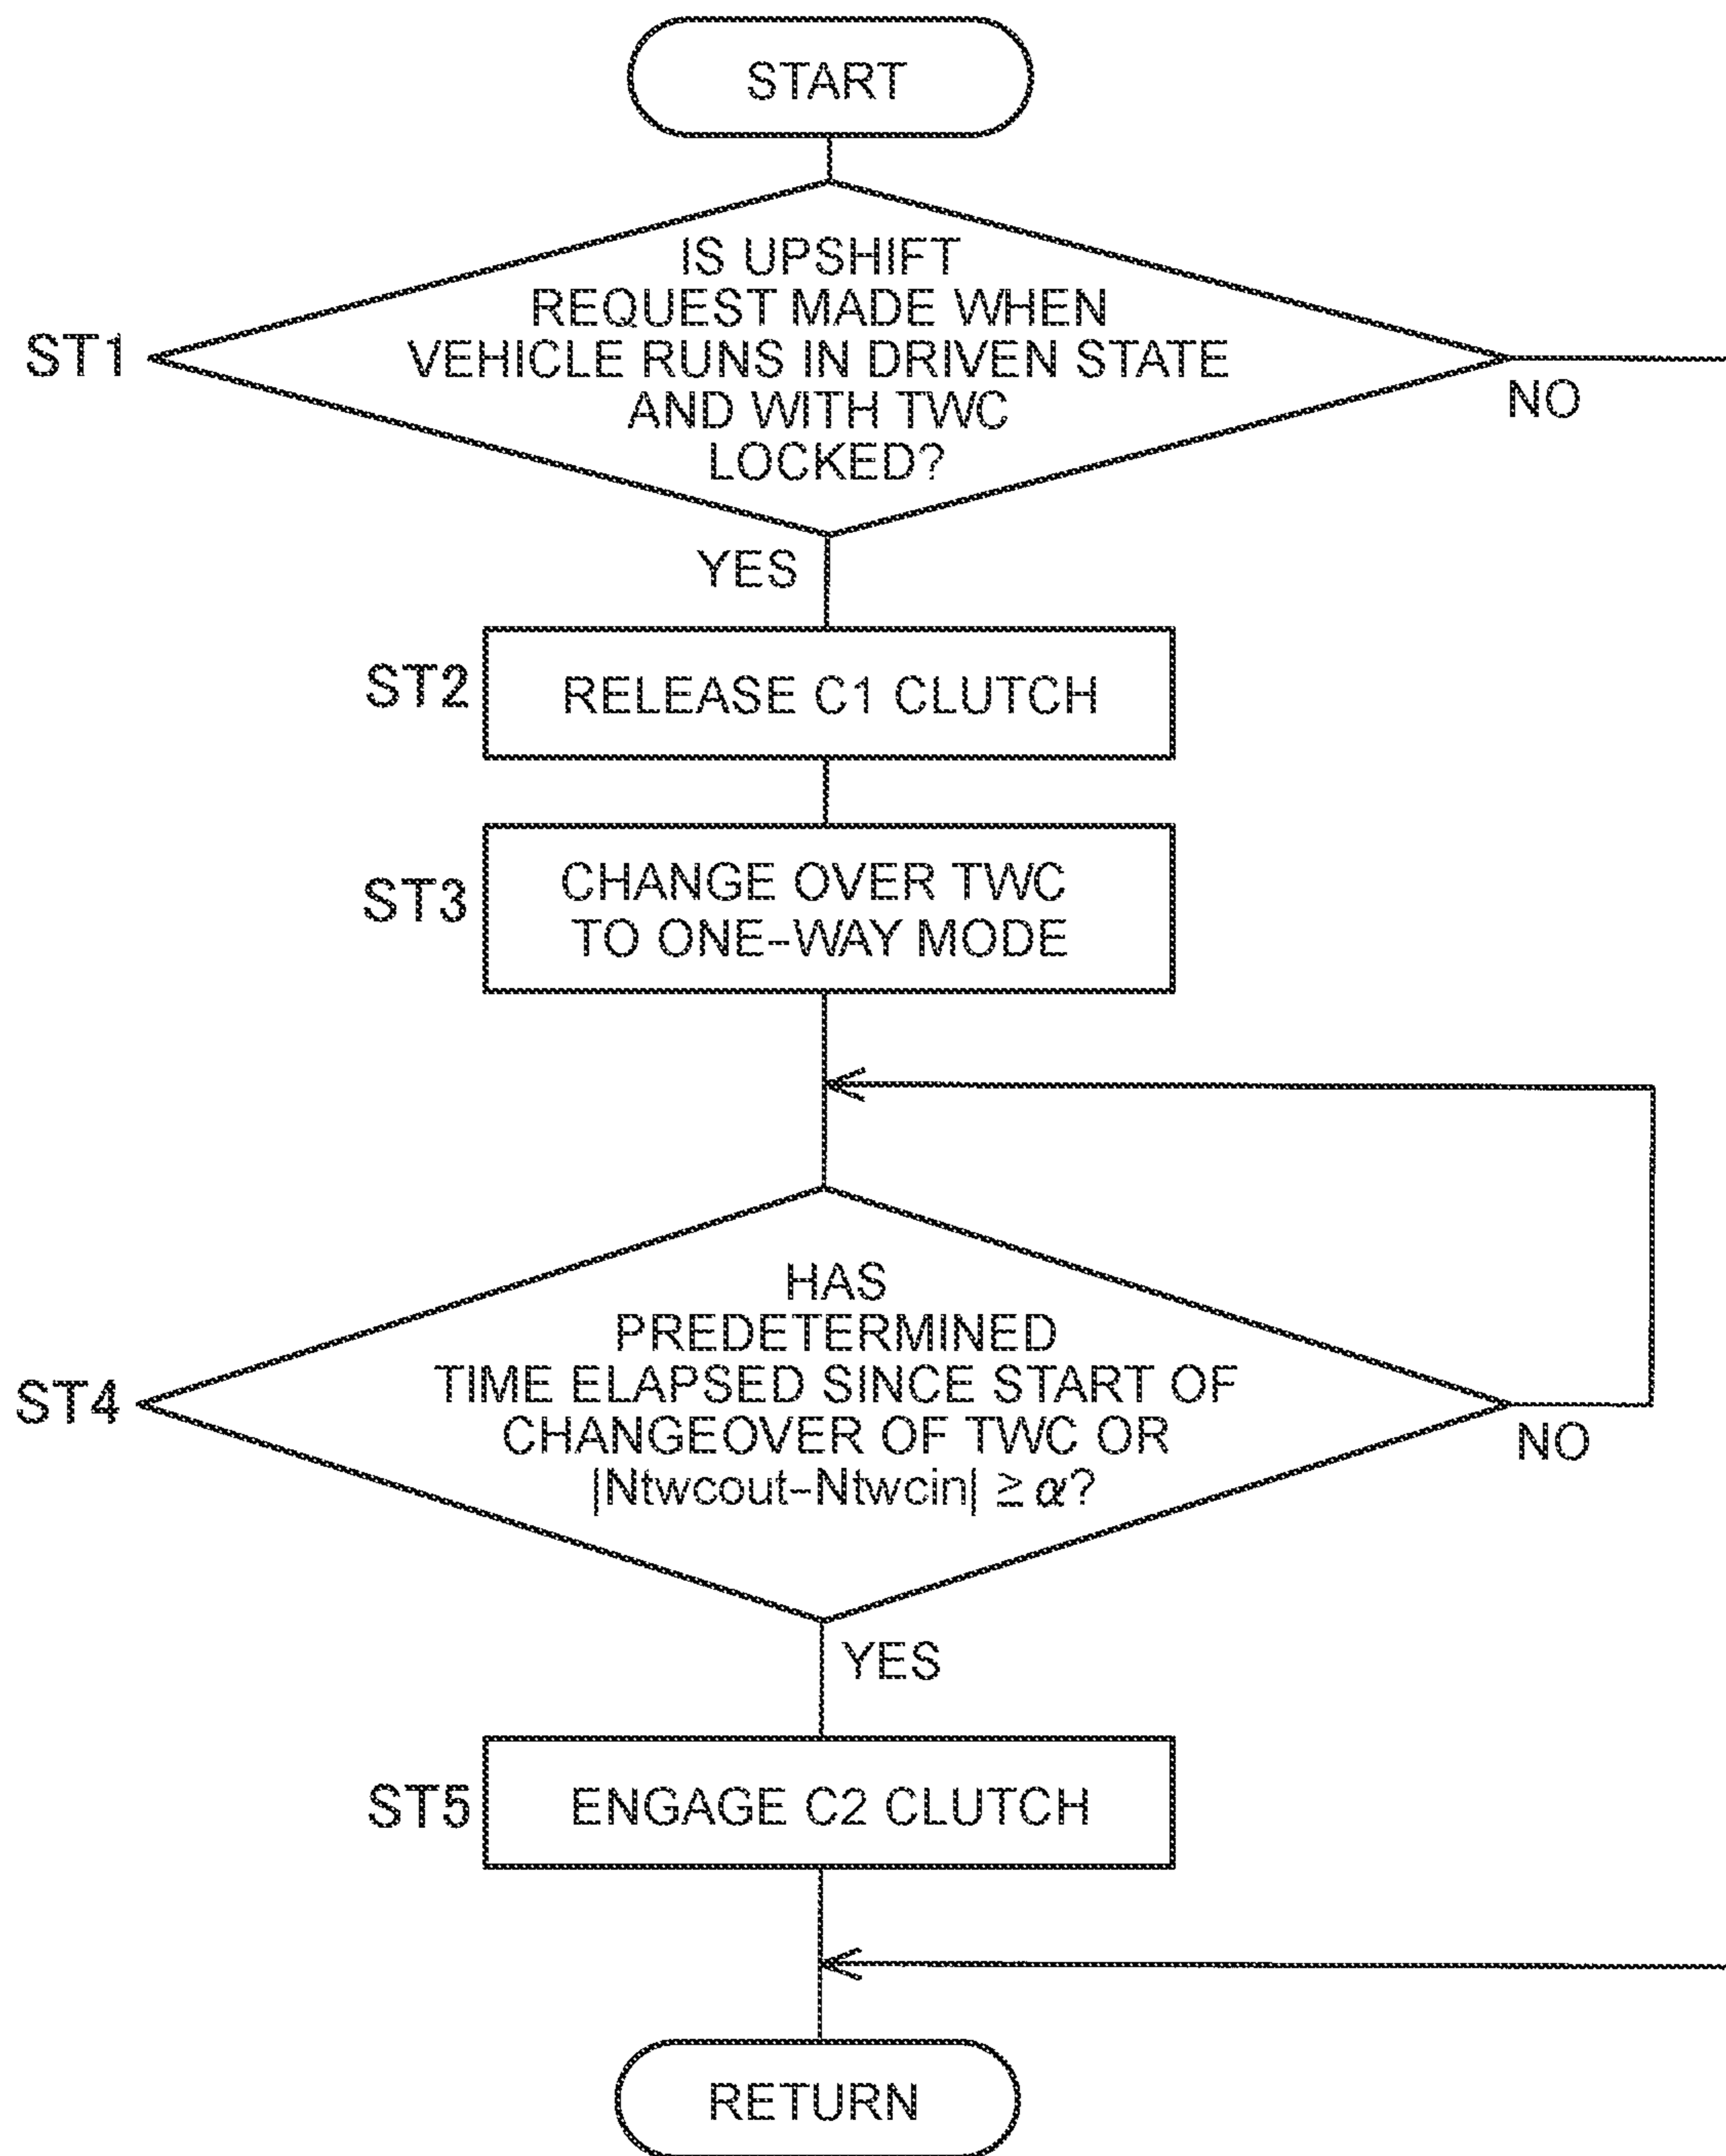 START
IS UPSHIFT
REQUEST MADE WHEN
VEHICLE RUNS IN DRIVEN STATE
AND WITH TWC
LOCKED?
ST1
NO
YES
ST2
RELEASE C1 CLUTCH
ST3
CHANGE OVER TWC
TO ONE-WAY MODE
HAS
PREDETERMINED
TIME ELAPSED SINCE START OF
CHANGEOVER OF TWC OR
|Ntwcout-Ntwcin| ≥ α?
ST4
NO
YES
ST5
ENGAGE C2 CLUTCH
RETURN